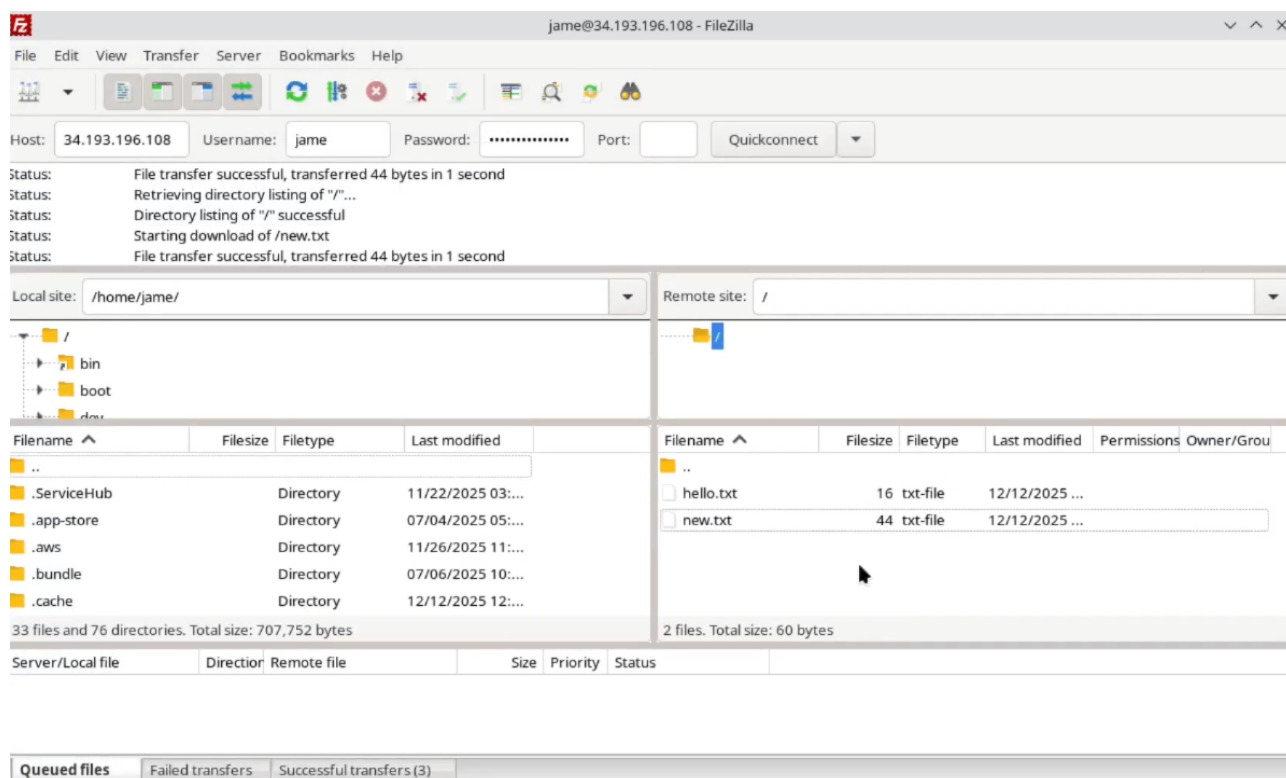 Fz
jame@34.193.196.108 - FileZilla
File Edit View Transfer Server Bookmarks Help
Host: 34.193.196.108 Username: jame Password: ••••••••••••••• Port: Quickconnect
Status: File transfer successful, transferred 44 bytes in 1 second
Status: Retrieving directory listing of "/"...
Status: Directory listing of "/" successful
Status: Starting download of /new.txt
Status: File transfer successful, transferred 44 bytes in 1 second
Local site: /home/jame/
/
bin
boot
dev
Remote site: /
/
Filename Filesize Filetype Last modified
..
.ServiceHub Directory 11/22/2025 03:...
.app-store Directory 07/04/2025 05:...
.aws Directory 11/26/2025 11:...
.bundle Directory 07/06/2025 10:...
.cache Directory 12/12/2025 12:...
33 files and 76 directories. Total size: 707,752 bytes
Filename Filesize Filetype Last modified Permissions Owner/Grou
..
hello.txt 16 txt-file 12/12/2025 ...
new.txt 44 txt-file 12/12/2025 ...
2 files. Total size: 60 bytes
Server/Local file Direction Remote file Size Priority Status
Queued files Failed transfers Successful transfers (3)